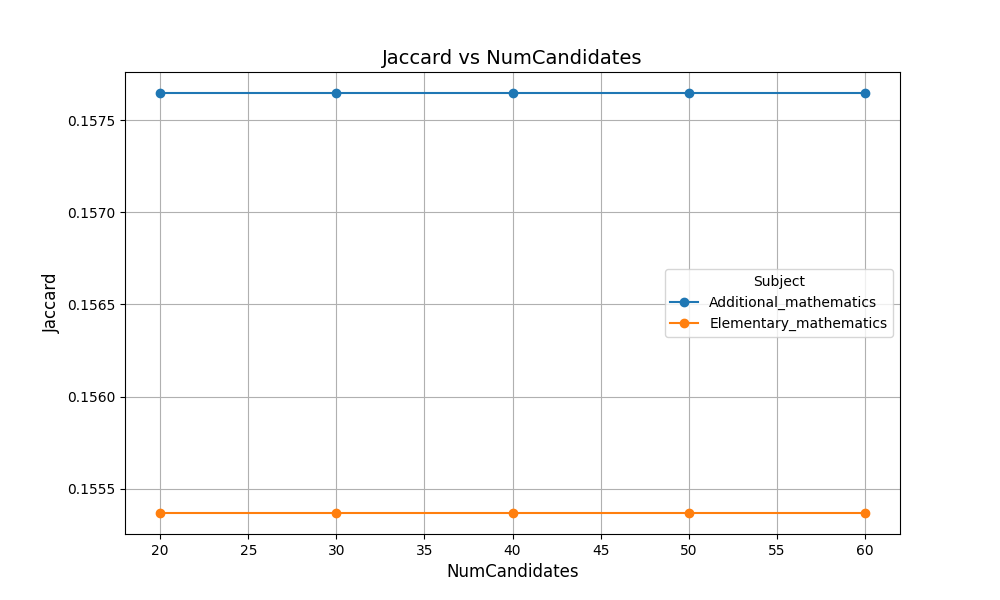 Jaccard vs NumCandidates
0.1575
0.1570
0.1565
0.1560
0.1555
Jaccard
Subject
Additional_mathematics
Elementary_mathematics
20 25 30 35 40 45 50 55 60
NumCandidates